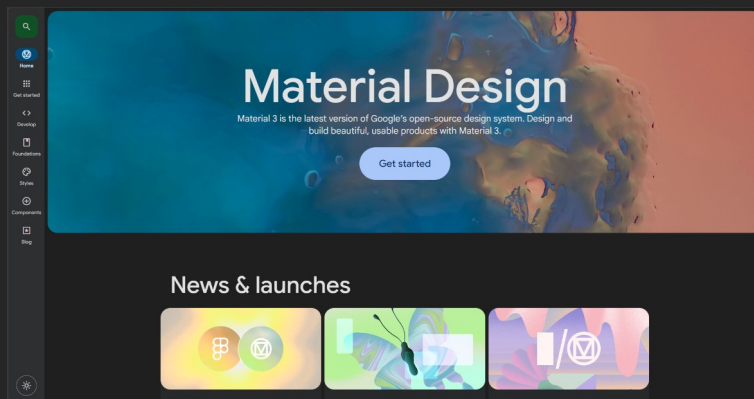 Home
Get started
Develop
Foundations
Styles
Components
Blog
Material Design
Material 3 is the latest version of Google's open-source design system. Design and
build beautiful, usable products with Material 3.
Get started
News & launches